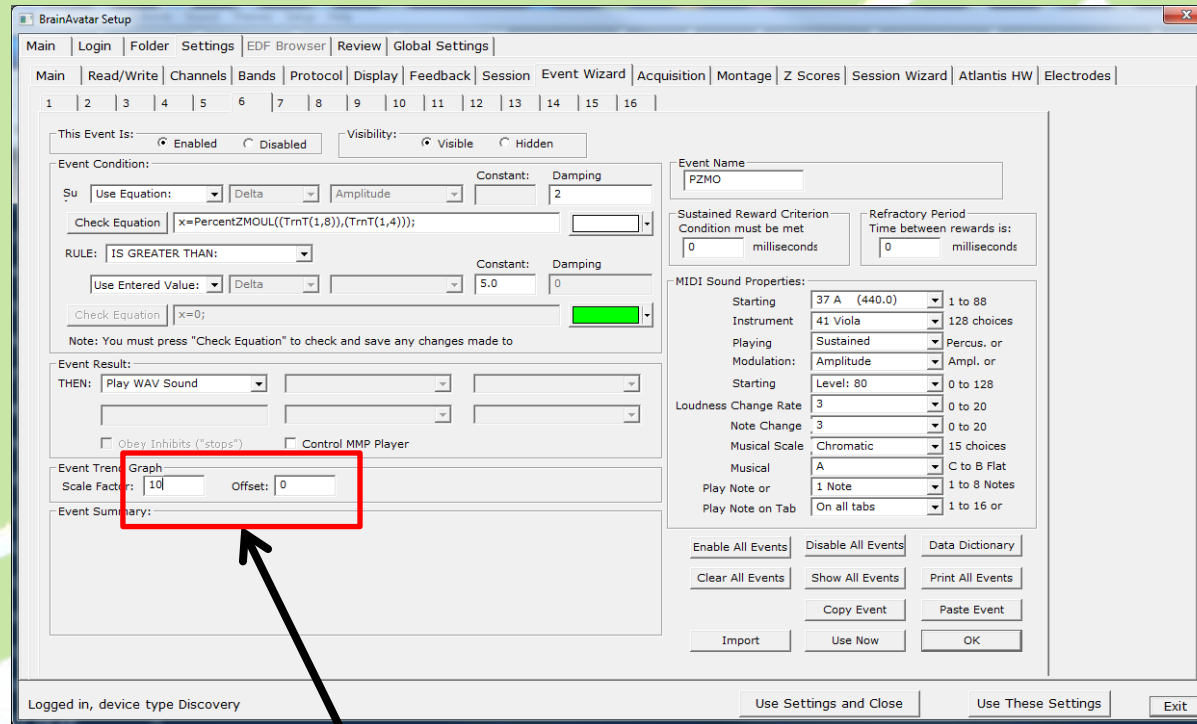 BrainAvatar Setup
Main Login Folder Settings EDF Browser Review Global Settings
Main Read/Write Channels Bands Protocol Display Feedback Session Event Wizard Acquisition Montage Z Scores Session Wizard Atlantis HW Electrodes
1 2 3 4 5 6 7 8 9 10 11 12 13 14 15 16
This Event Is: Enabled Disabled Visibility: Visible Hidden
Event Condition:
Constant: Damping
Su Use Equation: Delta Amplitude 2
Check Equation x=PercentZMOUL((TrnT(1,8)),(TrnT(1,4)));
RULE: IS GREATER THAN:
Constant: Damping
Use Entered Value: Delta 5.0 0
Check Equation x=0;
Note: You must press "Check Equation" to check and save any changes made to
Event Result:
THEN: Play WAV Sound
Obey Inhibits ("stops") Control MMP Player
Event Trend Graph
Scale Factor: 10 Offset: 0
Event Summary:
Event Name
PZMO
Sustained Reward Criterion
Condition must be met
0 milliseconds
Refractory Period
Time between rewards is:
0 milliseconds
MIDI Sound Properties:
Starting 37 A (440.0) 1 to 88
Instrument 41 Viola 128 choices
Playing Sustained Percus. or
Modulation: Amplitude Ampl. or
Starting Level: 80 0 to 128
Loudness Change Rate 3 0 to 20
Note Change 3 0 to 20
Musical Scale Chromatic 15 choices
Musical A C to B Flat
Play Note or 1 Note 1 to 8 Notes
Play Note on Tab On all tabs 1 to 16 or
Enable All Events Disable All Events Data Dictionary
Clear All Events Show All Events Print All Events
Copy Event Paste Event
Import Use Now OK
Logged in, device type Discovery Use Settings and Close Use These Settings Exit